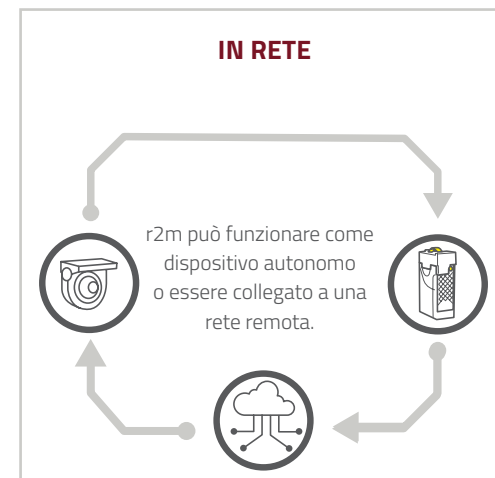 IN RETE
r2m può funzionare come
dispositivo autonomo
o essere collegato a una
rete remota.